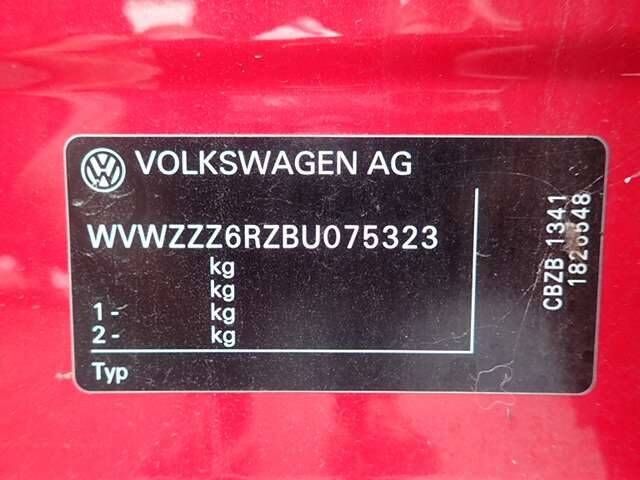 VOLKSWAGEN AG
WVWZZZ6RZBU075323
kg
kg
1- kg
2- kg
Typ
CBZB 1341